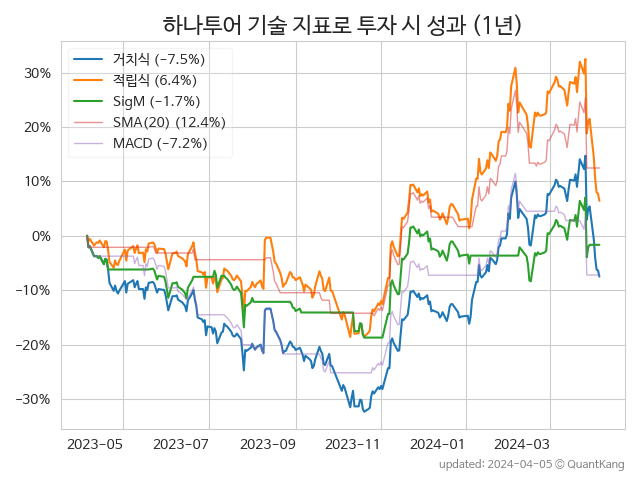 하나투어 기술 지표로 투자 시 성과 (1년)
거치식 (−7.5%)
적립식 (6.4%)
SigM (−1.7%)
SMA(20) (12.4%)
MACD (−7.2%)
30%
20%
10%
0%
−10%
−20%
−30%
2023−05 2023−07 2023−09 2023−11 2024−01 2024−03
updated: 2024−04−05 ⓒ QuantKang